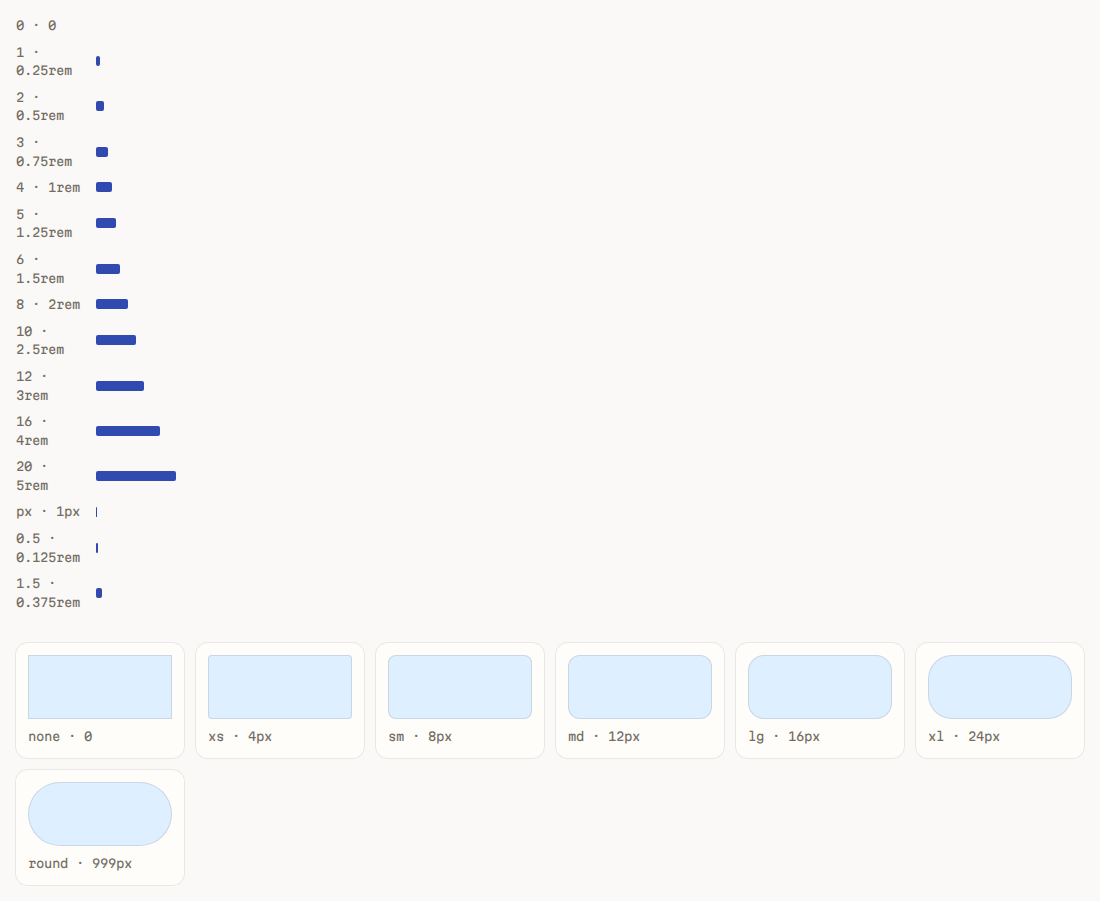 0 · 0
1 ·
0.25rem
2 ·
0.5rem
3 ·
0.75rem
4 · 1rem
5 ·
1.25rem
6 ·
1.5rem
8 · 2rem
10 ·
2.5rem
12 ·
3rem
16 ·
4rem
20 ·
5rem
px · 1px
0.5 ·
0.125rem
1.5 ·
0.375rem
none · 0
xs · 4px
sm · 8px
md · 12px
lg · 16px
xl · 24px
round · 999px